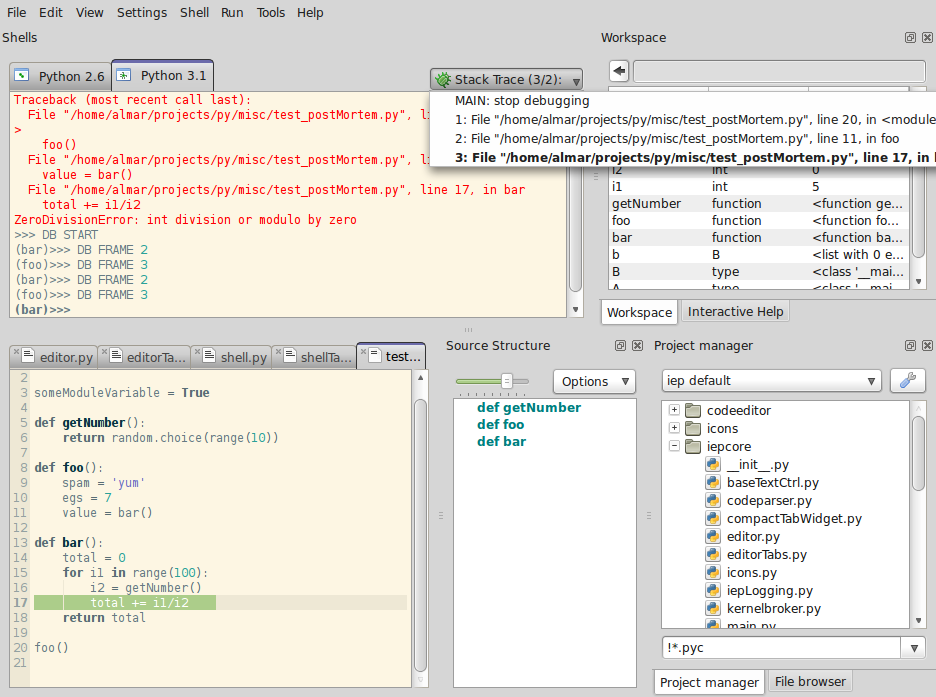 File Edit View Settings Shell Run Tools Help
Shells
Python 2.6
Python 3.1
Stack Trace (3/2):
MAIN: stop debugging
1: File "/home/almar/projects/py/misc/test_postMortem.py", line 20, in <module
2: File "/home/almar/projects/py/misc/test_postMortem.py", line 11, in foo
3: File "/home/almar/projects/py/misc/test_postMortem.py", line 17, in
Traceback (most recent call last):
File "/home/almar/projects/py/misc/test_postMortem.py",
>
foo()
File "/home/almar/projects/py/misc/test_postMortem.py",
value = bar()
File "/home/almar/projects/py/misc/test_postMortem.py", line 17, in bar
total += i1/i2
ZeroDivisionError: int division or modulo by zero
>>> DB START
(bar)>>> DB FRAME 2
(foo)>>> DB FRAME 3
(bar)>>> DB FRAME 2
(foo)>>> DB FRAME 3
(bar)>>>
Workspace
i2 int 0
i1 int 5
getNumber function <function ge...
foo function <function fo...
bar function <function ba...
b B <list with 0 e...
B type <class '__mai...
A type <class '__mai...
Workspace
Interactive Help
editor.py
editorTa...
shell.py
shellTa...
test...
2
3 someModuleVariable = True
4
5 def getNumber():
6 return random.choice(range(10))
7
8 def foo():
9 spam = 'yum'
10 egs = 7
11 value = bar()
12
13 def bar():
14 total = 0
15 for i1 in range(100):
16 i2 = getNumber()
17 total += i1/i2
18 return total
19
20 foo()
21
Source Structure
Options
def getNumber
def foo
def bar
Project manager
iep default
codeeditor
icons
iepcore
__init__.py
baseTextCtrl.py
codeparser.py
compactTabWidget.py
editor.py
editorTabs.py
icons.py
iepLogging.py
kernelbroker.py
main.py
!*.pyc
Project manager
File browser